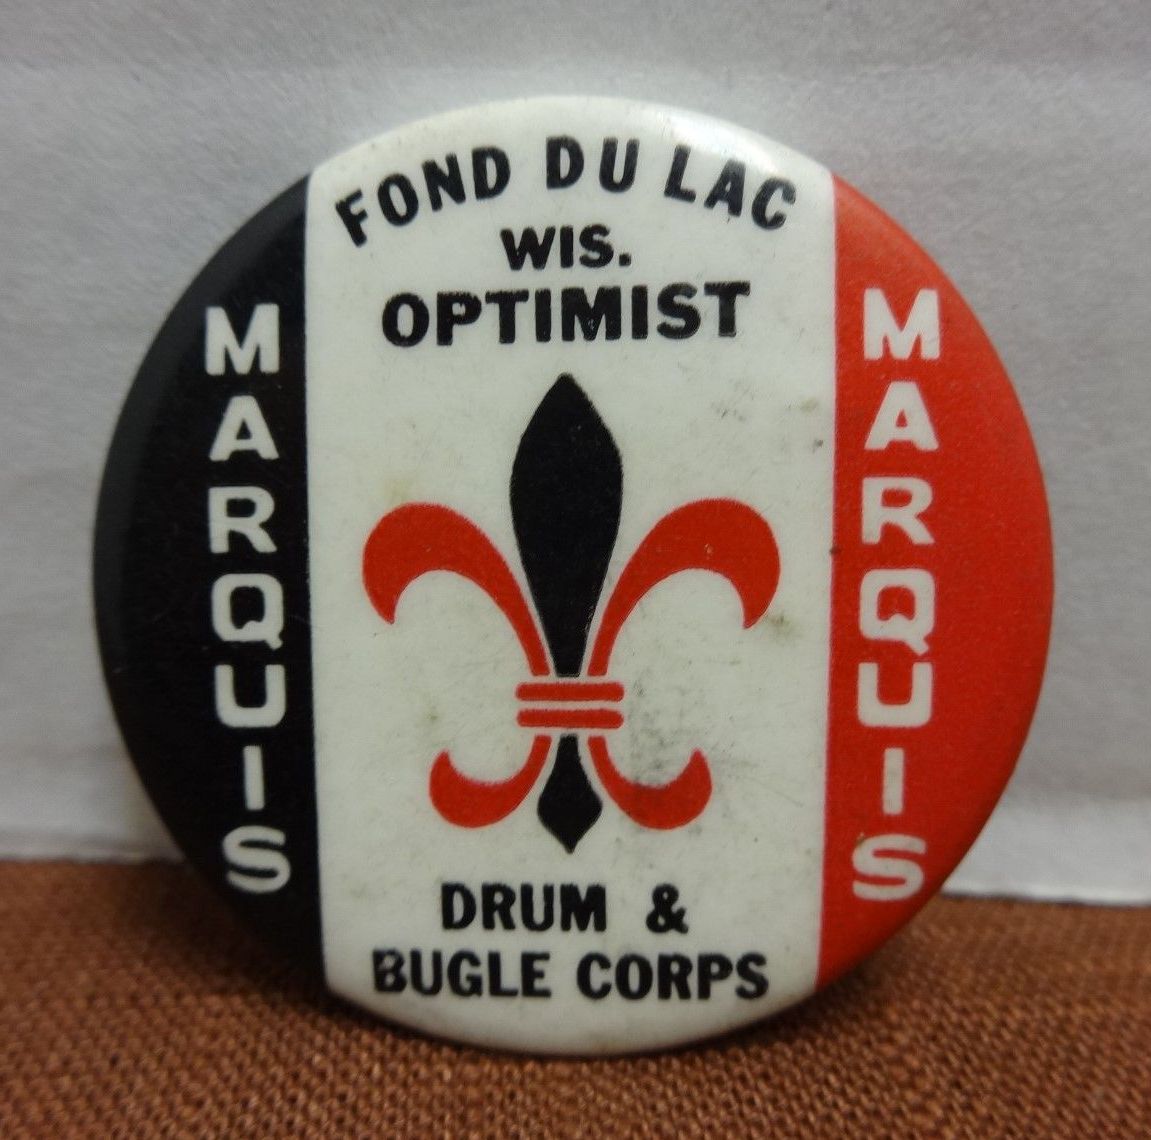 FOND DU LAC
WIS.
OPTIMIST
MARQUIS
MARQUIS
DRUM &
BUGLE CORPS